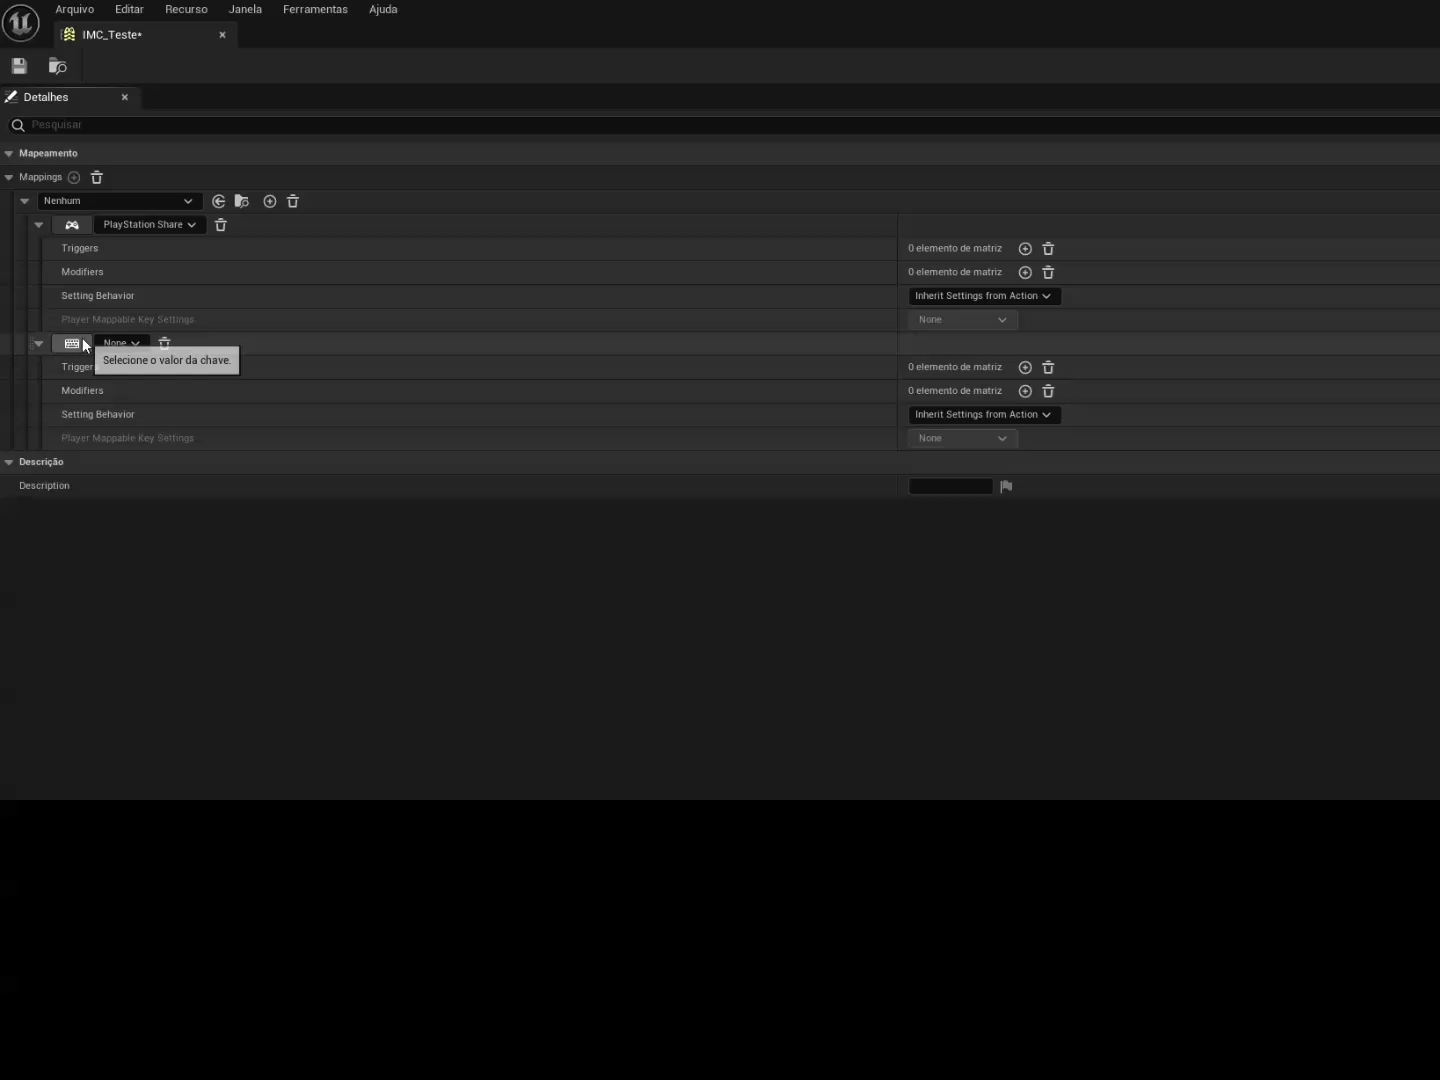 Arquivo Editar Recurso Janela Ferramentas Ajuda
IMC_Teste*
Detalhes
Pesquisar
Mapeamento
Mappings
Nenhum
PlayStation Share
Triggers 0 elemento de matriz
Modifiers 0 elemento de matriz
Setting Behavior Inherit Settings from Action
Player Mappable Key Settings None
None
Selecione o valor da chave.
Triggers 0 elemento de matriz
Modifiers 0 elemento de matriz
Setting Behavior Inherit Settings from Action
Player Mappable Key Settings None
Descrição
Description